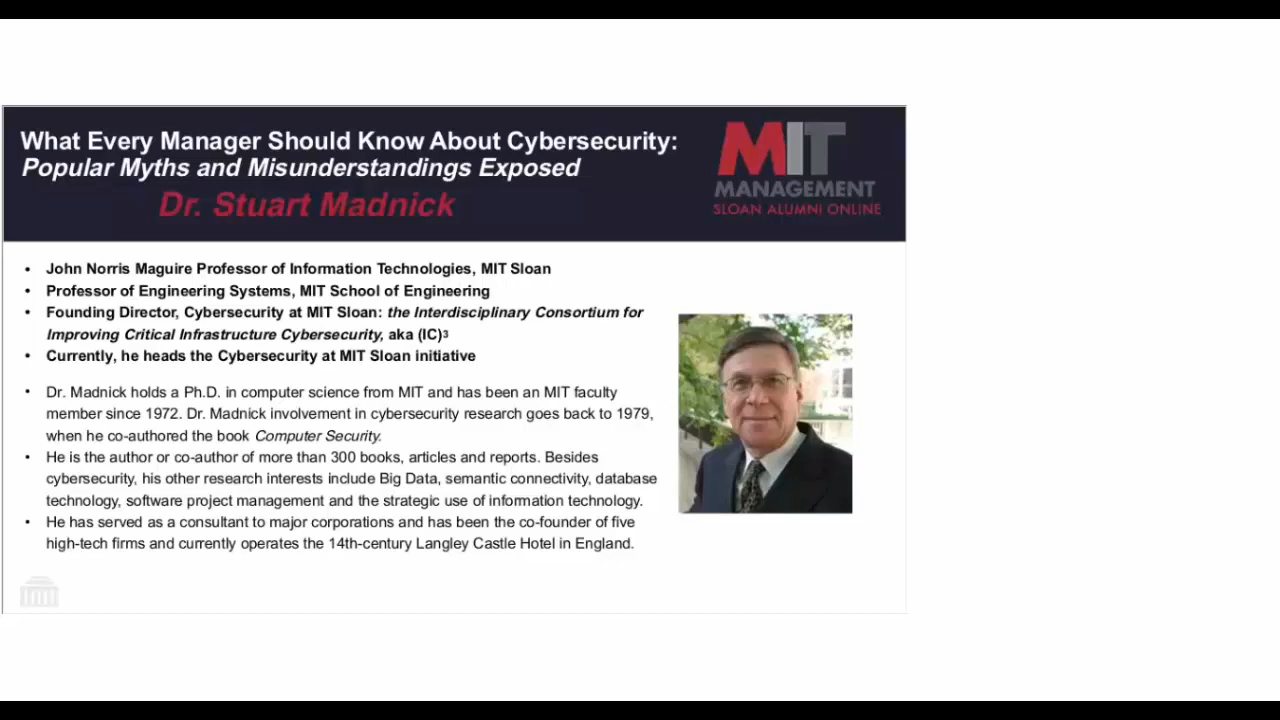 What Every Manager Should Know About Cybersecurity:
Popular Myths and Misunderstandings Exposed
Dr. Stuart Madnick
MIT
MANAGEMENT
SLOAN ALUMNI ONLINE
• John Norris Maguire Professor of Information Technologies, MIT Sloan
• Professor of Engineering Systems, MIT School of Engineering
• Founding Director, Cybersecurity at MIT Sloan: the Interdisciplinary Consortium for
Improving Critical Infrastructure Cybersecurity, aka (IC)³
• Currently, he heads the Cybersecurity at MIT Sloan initiative
• Dr. Madnick holds a Ph.D. in computer science from MIT and has been an MIT faculty
member since 1972. Dr. Madnick involvement in cybersecurity research goes back to 1979,
when he co-authored the book Computer Security.
• He is the author or co-author of more than 300 books, articles and reports. Besides
cybersecurity, his other research interests include Big Data, semantic connectivity, database
technology, software project management and the strategic use of information technology.
• He has served as a consultant to major corporations and has been the co-founder of five
high-tech firms and currently operates the 14th-century Langley Castle Hotel in England.